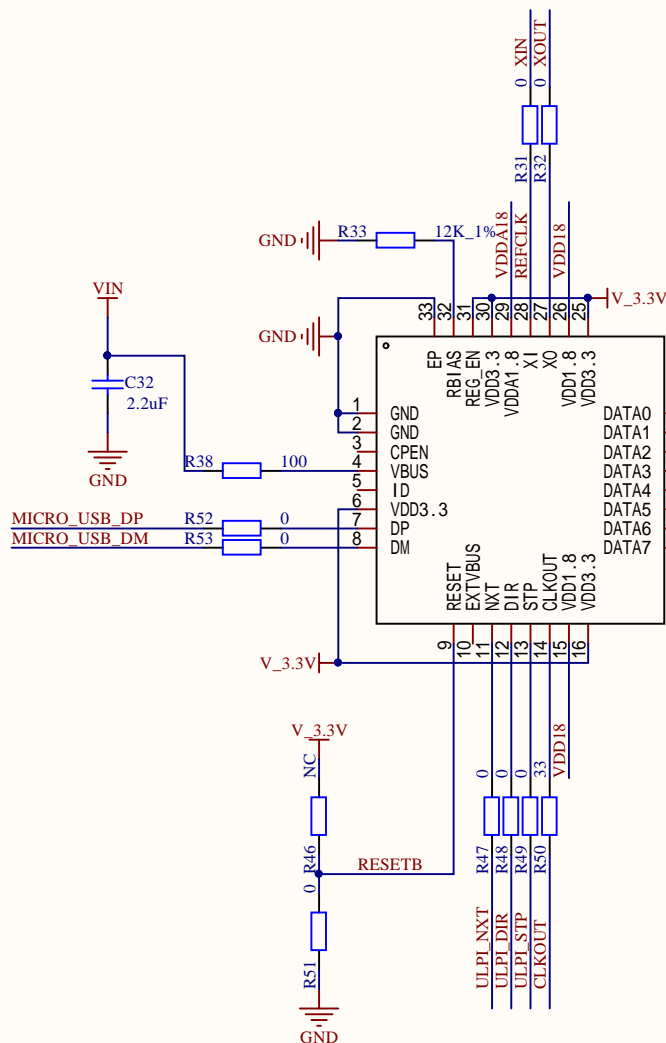 XIN
XOUT
0
0
R31
R32
VDDA18
REFCLK
VDD18
GND
R33
12K_1%
V_3.3V
VIN
GND
33
32
31
30
29
28
27
26
25
EP
RBIAS
REG_EN
VDD3.3
VDDA1.8
XI
XO
VDD1.8
VDD3.3
C32
2.2uF
GND
1
GND
DATA0
2
GND
DATA1
3
CPEN
DATA2
R38
100
4
VBUS
DATA3
5
ID
DATA4
6
VDD3.3
DATA5
MICRO_USB_DP
R52
0
7
DP
DATA6
MICRO_USB_DM
R53
0
8
DM
DATA7
RESET
EXTVBUS
NXT
DIR
STP
CLKOUT
VDD1.8
VDD3.3
9
10
11
12
13
14
15
16
V_3.3V
V_3.3V
NC
R46
RESETB
0
R51
GND
0
0
0
33
VDD18
R47
R48
R49
R50
ULPI_NXT
ULPI_DIR
ULPI_STP
CLKOUT